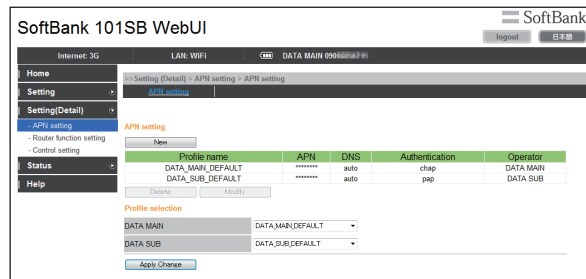 SoftBank
SoftBank 101SB WebUI
logout 日本語
Internet: 3G LAN: WiFi DATA MAIN 090
Home
>>Setting (Detail) > APN setting > APN setting
Setting
APN setting
Setting(Detail)
- APN setting
APN setting
- Router function setting
New
- Control setting
Profile name APN DNS Authentication Operator
Status
DATA_MAIN_DEFAULT ******** auto chap DATA MAIN
DATA_SUB_DEFAULT ******** auto pap DATA SUB
Help
Delete Modify
Profile selection
DATA MAIN DATA_MAIN_DEFAULT
DATA SUB DATA_SUB_DEFAULT
Apply Change